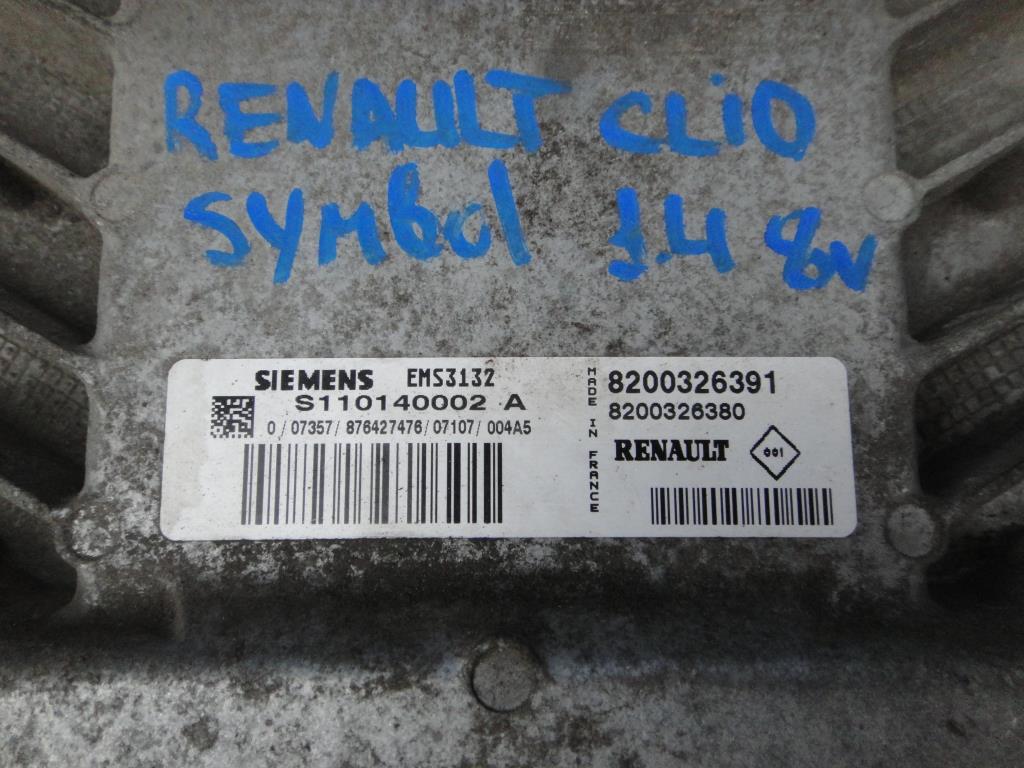 RENAULT CLiO
SYMBOL 1.4 8V
SIEMENS EMS3132
S110140002 A
0 / 07357 / 876427476 / 07107 / 004A5
MADE IN FRANCE
8200326391
8200326380
RENAULT 001